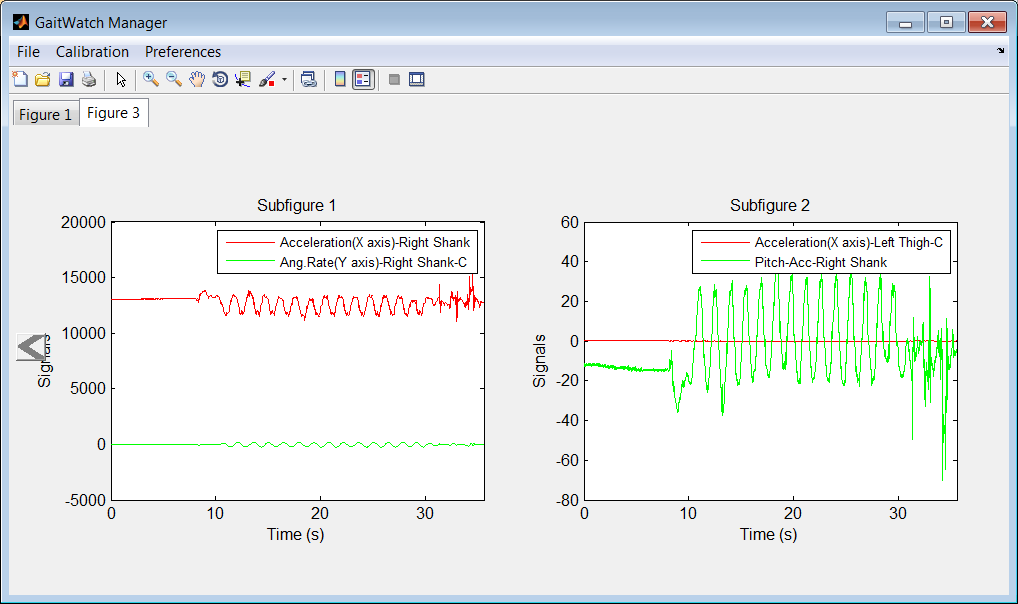 GaitWatch Manager
File Calibration Preferences
Figure 1 Figure 3
Subfigure 1
20000
15000
10000
5000
0
-5000
0 10 20 30
Time (s)
Signals
Acceleration(X axis)-Right Shank
Ang.Rate(Y axis)-Right Shank-C
Subfigure 2
60
40
20
0
-20
-40
-60
-80
0 10 20 30
Time (s)
Signals
Acceleration(X axis)-Left Thigh-C
Pitch-Acc-Right Shank